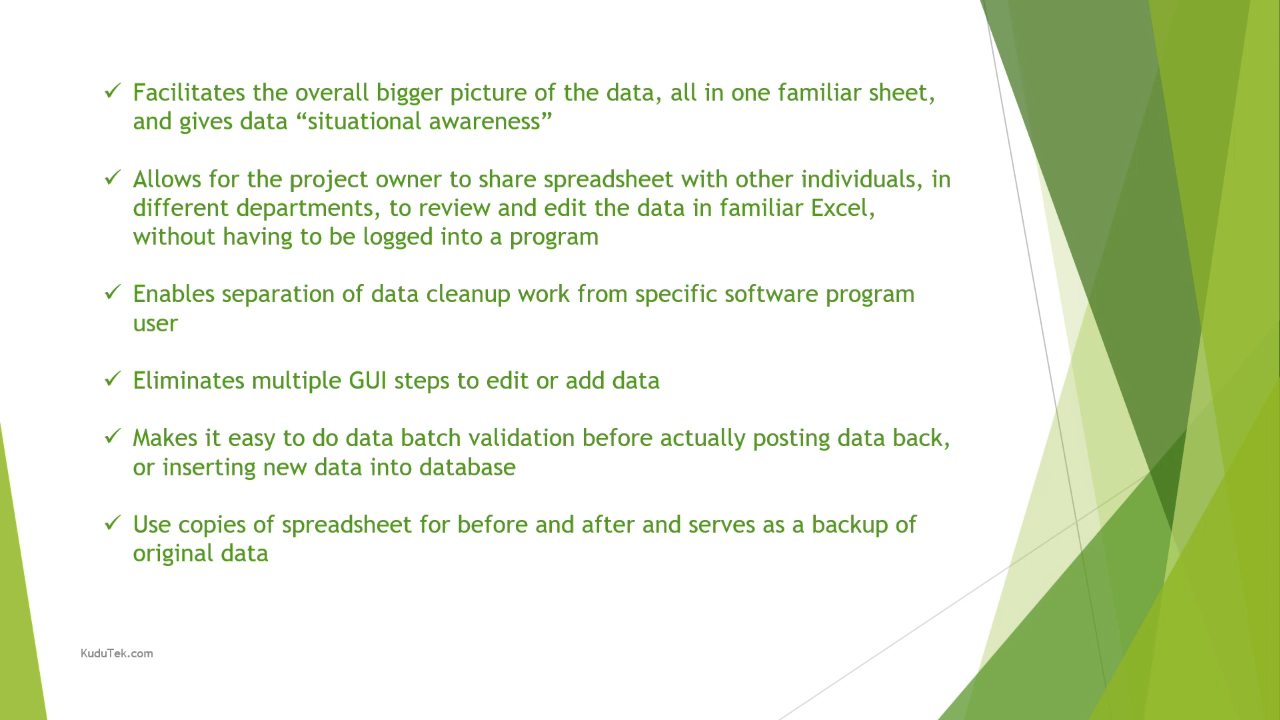 ✓ Facilitates the overall bigger picture of the data, all in one familiar sheet,
and gives data “situational awareness”
✓ Allows for the project owner to share spreadsheet with other individuals, in
different departments, to review and edit the data in familiar Excel,
without having to be logged into a program
✓ Enables separation of data cleanup work from specific software program
user
✓ Eliminates multiple GUI steps to edit or add data
✓ Makes it easy to do data batch validation before actually posting data back,
or inserting new data into database
✓ Use copies of spreadsheet for before and after and serves as a backup of
original data
KuduTek.com